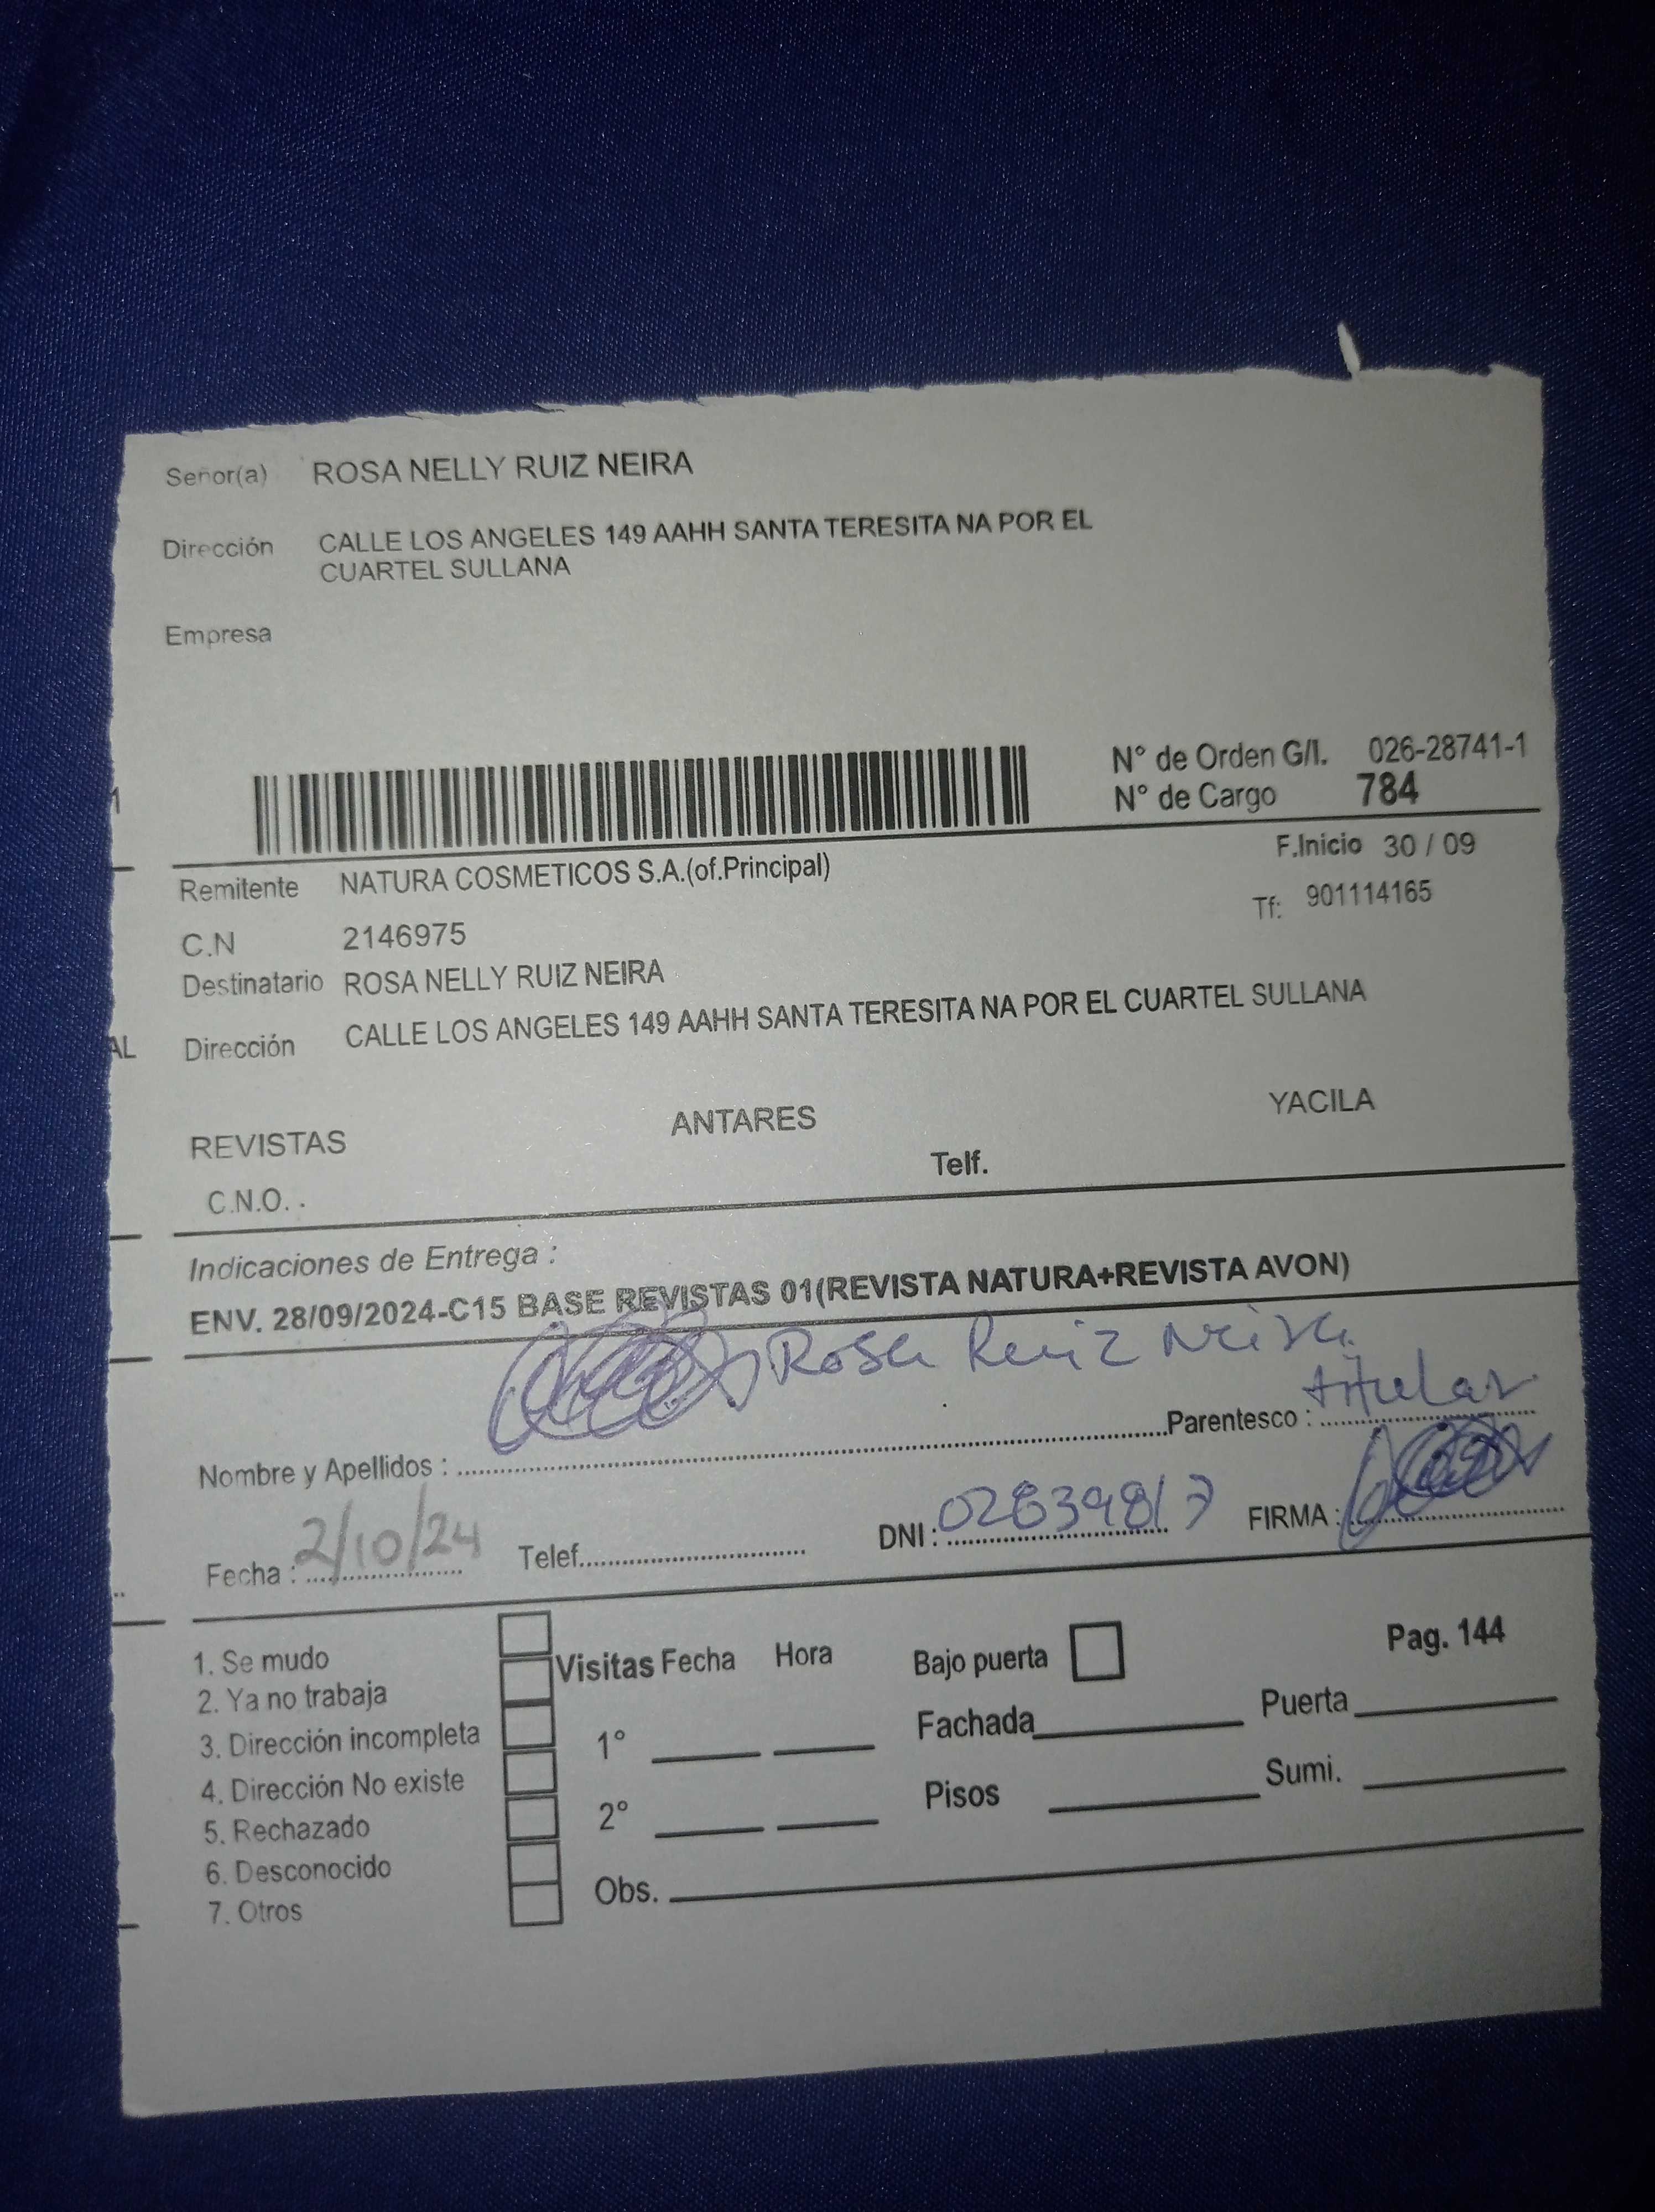 Señor(a) ROSA NELLY RUIZ NEIRA
Dirección CALLE LOS ANGELES 149 AAHH SANTA TERESITA NA POR EL
CUARTEL SULLANA
Empresa
1
N° de Orden G/I. 026-28741-1
N° de Cargo 784
F.Inicio 30 / 09
Remitente NATURA COSMETICOS S.A.(of.Principal)
Tf: 901114165
C.N 2146975
Destinatario ROSA NELLY RUIZ NEIRA
AL
Dirección CALLE LOS ANGELES 149 AAHH SANTA TERESITA NA POR EL CUARTEL SULLANA
REVISTAS ANTARES YACILA
C.N.O. . Telf.
Indicaciones de Entrega :
ENV. 28/09/2024-C15 BASE REVISTAS 01(REVISTA NATURA+REVISTA AVON)
Nombre y Apellidos : Rosa Ruiz Neira Parentesco : titular
Fecha : 2/10/24 Telef. DNI : FIRMA :
1. Se mudo
2. Ya no trabaja
3. Dirección incompleta
4. Dirección No existe
5. Rechazado
6. Desconocido
7. Otros
Visitas Fecha Hora
1°
2°
Obs.
Bajo puerta Pag. 144
Fachada Puerta
Pisos Sumi.